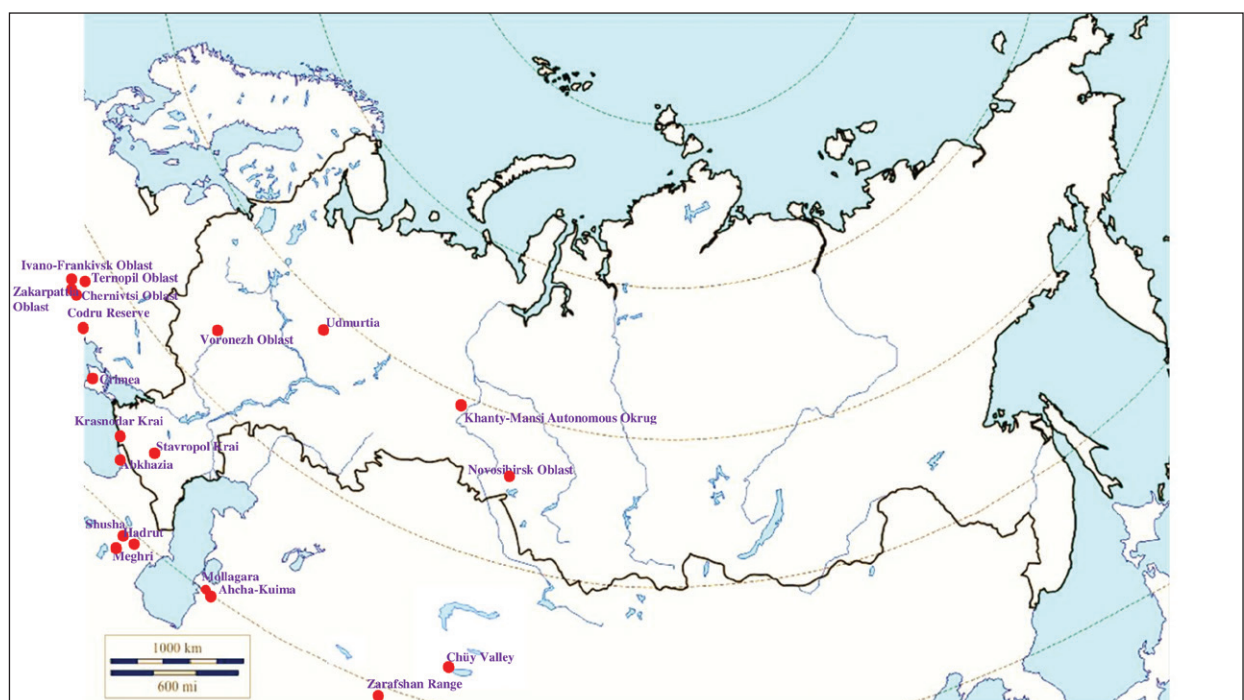 Ivano-Frankivsk Oblast
Ternopil Oblast
Zakarpattia
Oblast
Chernivtsi Oblast
Codru Reserve
Voronezh Oblast
Udmurtia
Crimea
Krasnodar Krai
Khanty-Mansi Autonomous Okrug
Stavropol Krai
Abkhazia
Novosibirsk Oblast
Shusha
Hadrut
Meghri
Mollagara
Ahcha-Kuima
1000 km
600 mi
Chüy Valley
Zarafshan Range